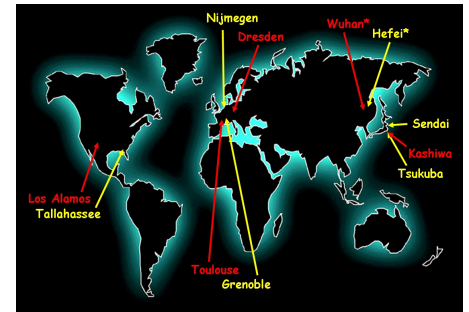 Nijmegen
Dresden
Wuhan*
Hefei*
Sendai
Kashiwa
Tsukuba
Los Alamos
Tallahassee
Toulouse
Grenoble